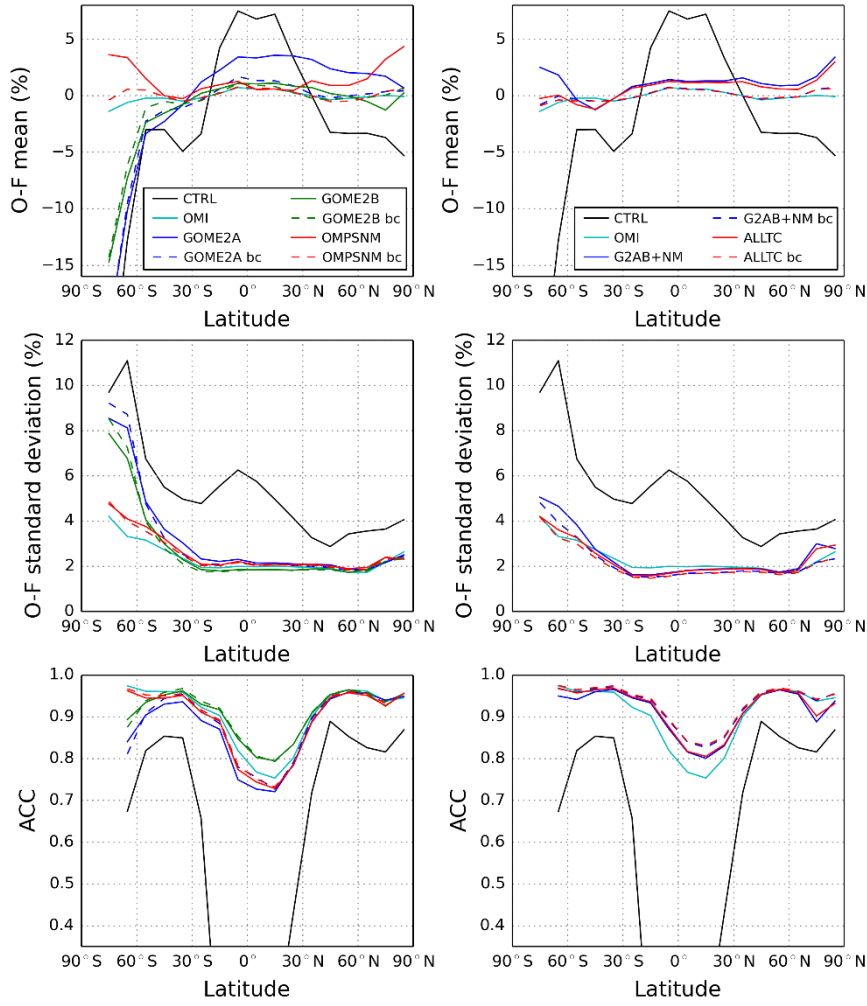 O-F mean (%)
5
0
−5
−10
−15
CTRL
OMI
GOME2A
GOME2A bc
GOME2B
GOME2B bc
OMPSNM
OMPSNM bc
90° S 60° S 30° S 0° 30° N 60° N 90° N
Latitude
O-F mean (%)
5
0
−5
−10
−15
CTRL
OMI
G2AB+NM
G2AB+NM bc
ALLTC
ALLTC bc
90° S 60° S 30° S 0° 30° N 60° N 90° N
Latitude
O-F standard deviation (%)
12
10
8
6
4
2
0
90° S 60° S 30° S 0° 30° N 60° N 90° N
Latitude
O-F standard deviation (%)
12
10
8
6
4
2
0
90° S 60° S 30° S 0° 30° N 60° N 90° N
Latitude
ACC
1.0
0.9
0.8
0.7
0.6
0.5
0.4
90° S 60° S 30° S 0° 30° N 60° N 90° N
Latitude
ACC
1.0
0.9
0.8
0.7
0.6
0.5
0.4
90° S 60° S 30° S 0° 30° N 60° N 90° N
Latitude